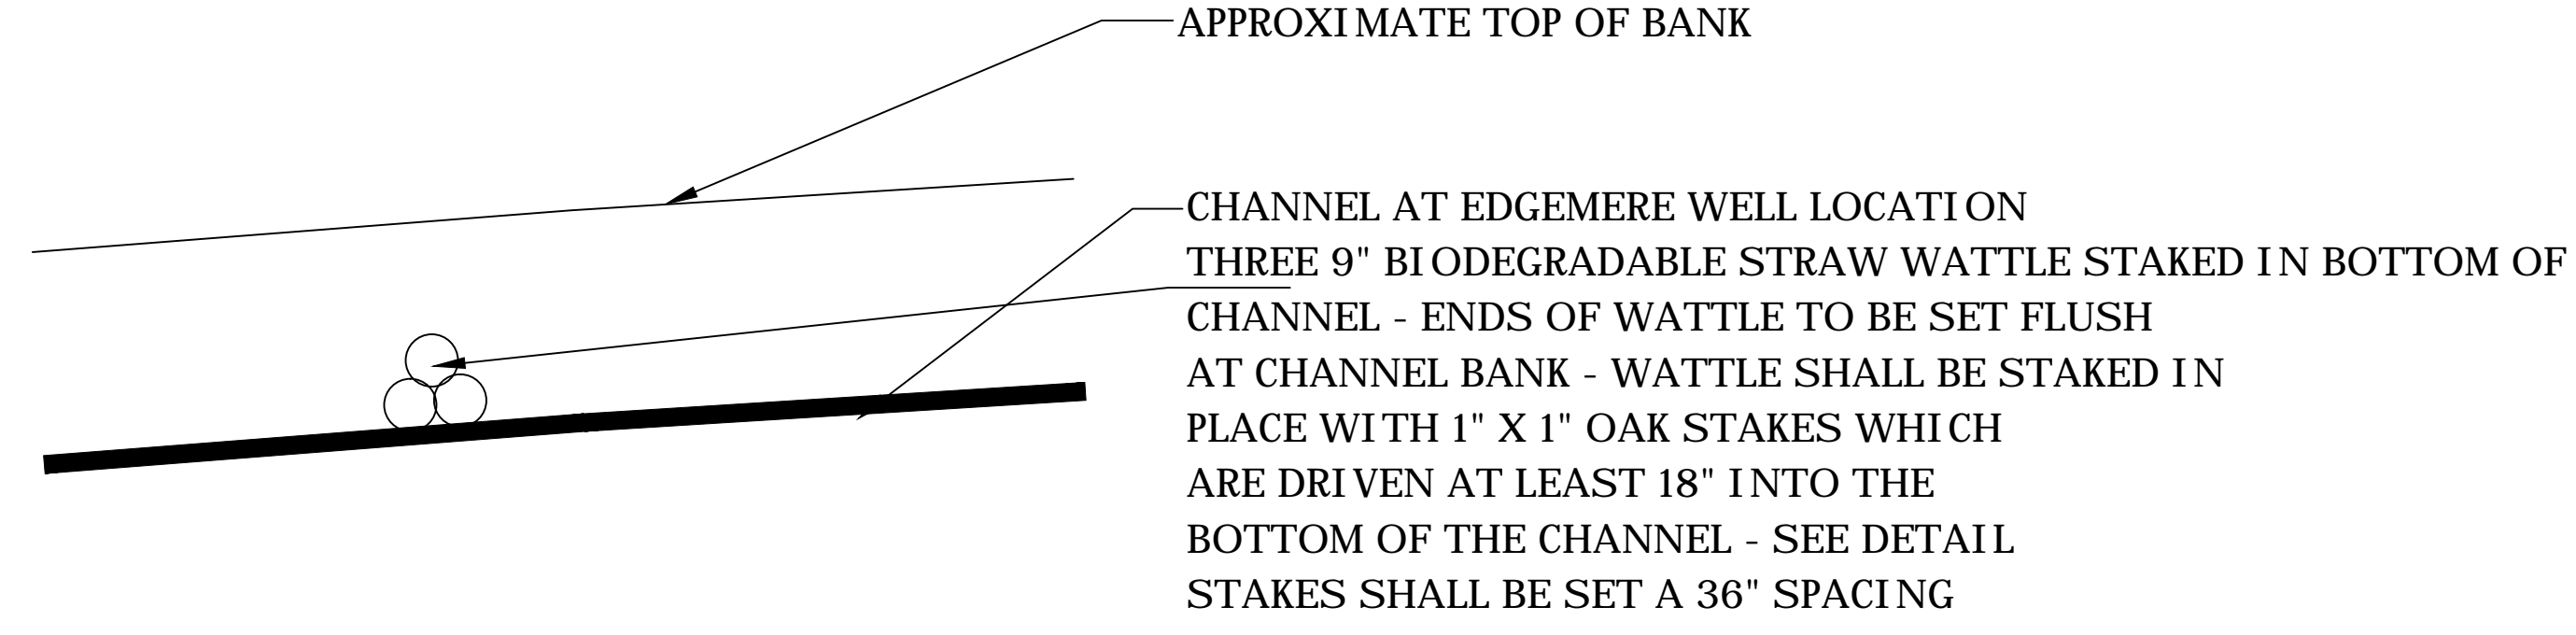 APPROXIMATE TOP OF BANK
CHANNEL AT EDGEMERE WELL LOCATION
THREE 9" BIODEGRADABLE STRAW WATTLE STAKED IN BOTTOM OF
CHANNEL - ENDS OF WATTLE TO BE SET FLUSH
AT CHANNEL BANK - WATTLE SHALL BE STAKED IN
PLACE WITH 1" X 1" OAK STAKES WHICH
ARE DRIVEN AT LEAST 18" INTO THE
BOTTOM OF THE CHANNEL - SEE DETAIL
STAKES SHALL BE SET A 36" SPACING